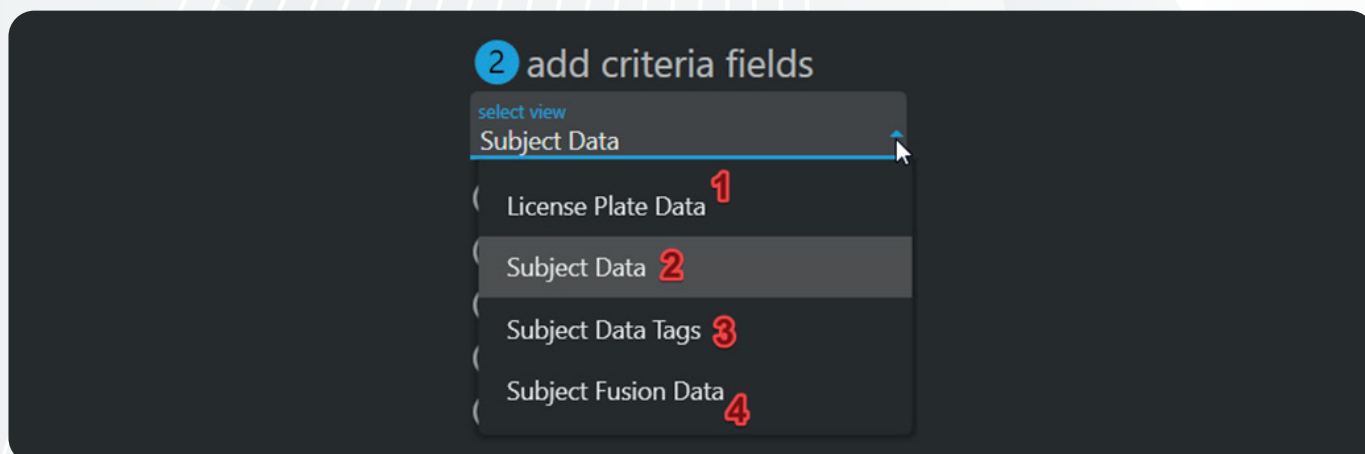 2 add criteria fields
select view
Subject Data
License Plate Data 1
Subject Data 2
Subject Data Tags 3
Subject Fusion Data 4